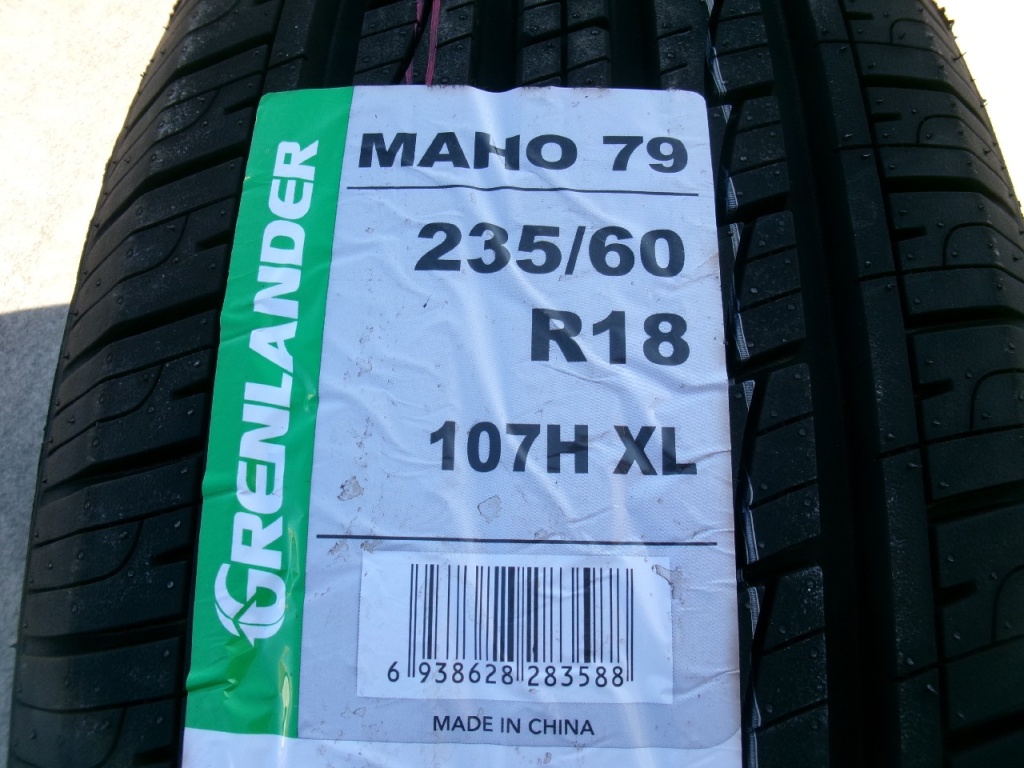 GRENLANDER
MAHO 79
235/60
R18
107H XL
6 938628 283588
MADE IN CHINA